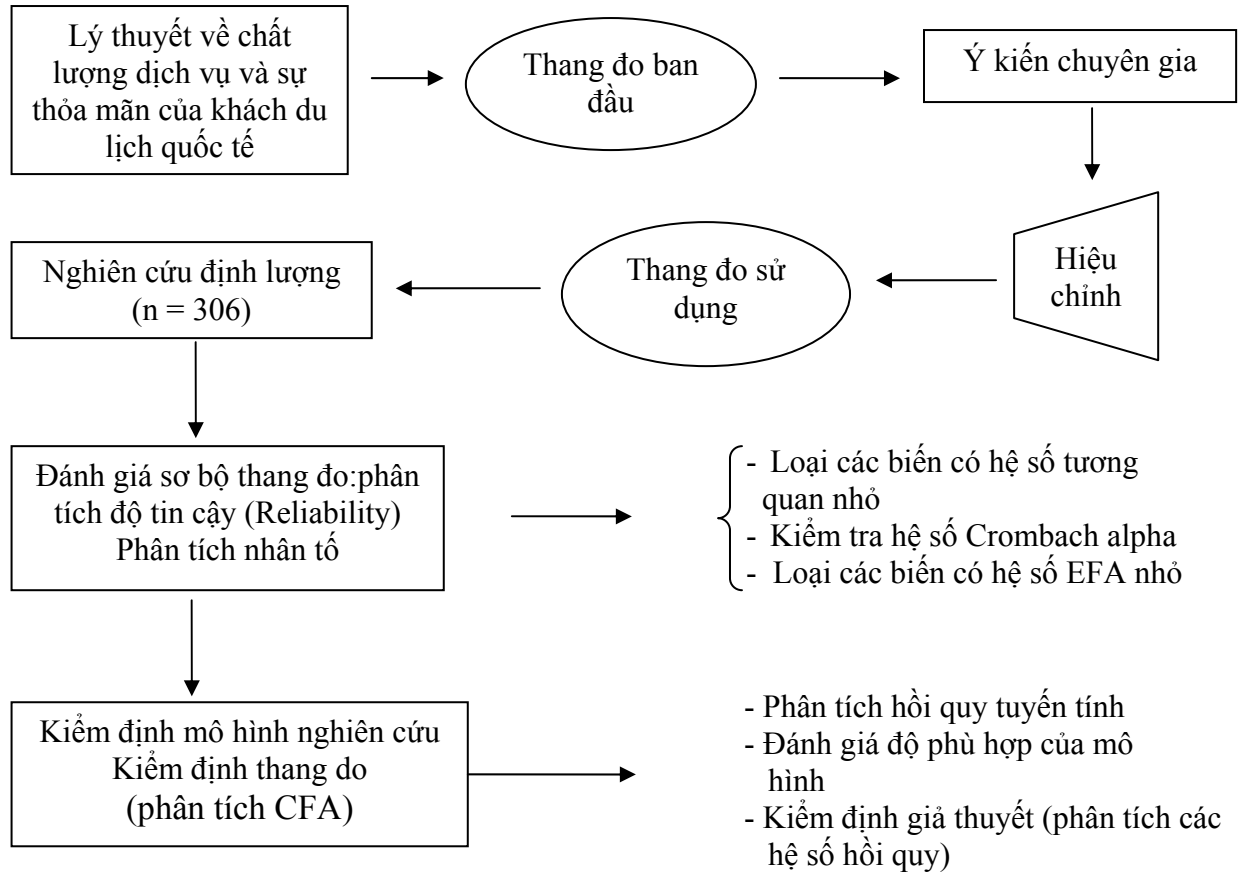 Lý thuyết về chất
lượng dịch vụ và sự
thỏa mãn của khách du
lịch quốc tế
Thang đo ban
đầu
Ý kiến chuyên gia
Hiệu
chỉnh
Thang đo sử
dụng
Nghiên cứu định lượng
(n = 306)
Đánh giá sơ bộ thang đo:phân
tích độ tin cậy (Reliability)
Phân tích nhân tố
- Loại các biến có hệ số tương
quan nhỏ
- Kiểm tra hệ số Crombach alpha
- Loại các biến có hệ số EFA nhỏ
Kiểm định mô hình nghiên cứu
Kiểm định thang do
(phân tích CFA)
- Phân tích hồi quy tuyến tính
- Đánh giá độ phù hợp của mô
hình
- Kiểm định giả thuyết (phân tích các
hệ số hồi quy)